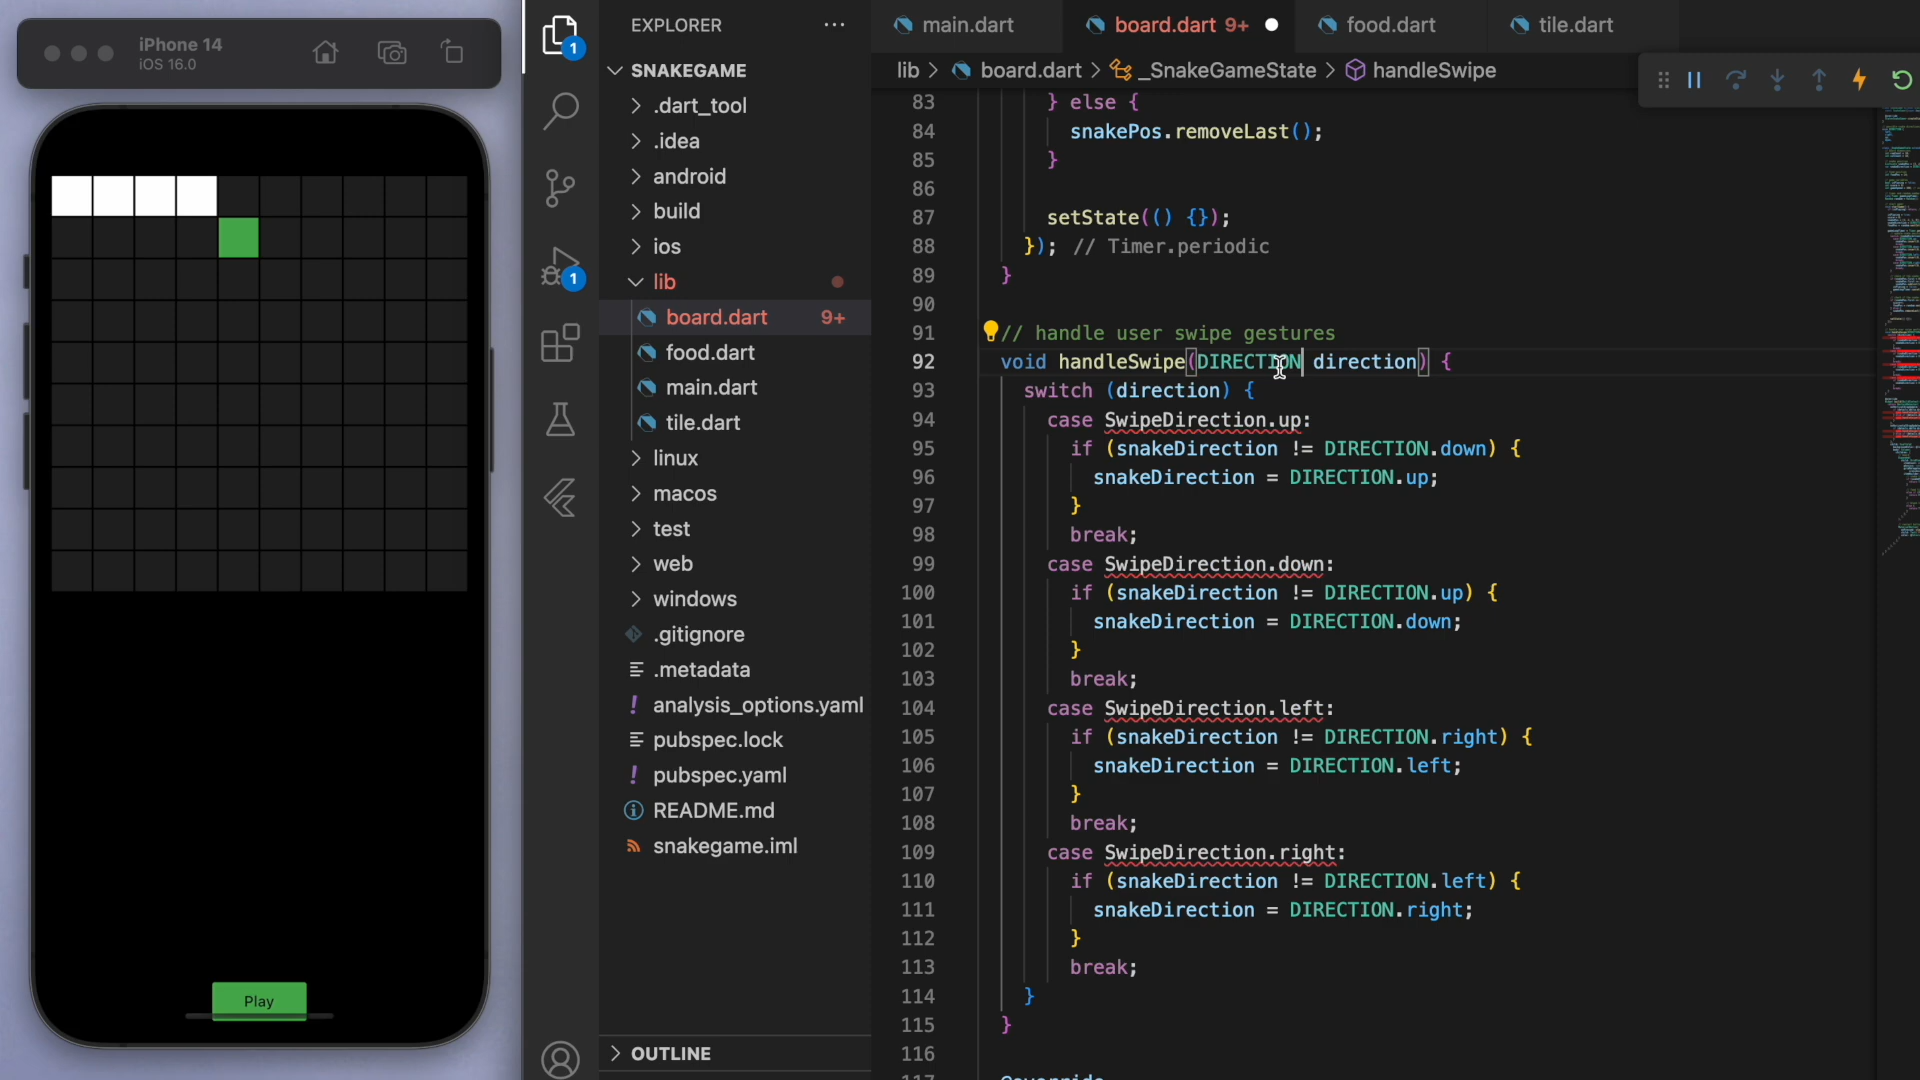 iPhone 14
iOS 16.0
Play
1
1
EXPLORER
SNAKEGAME
.dart_tool
.idea
android
build
ios
lib
board.dart 9+
food.dart
main.dart
tile.dart
linux
macos
test
web
windows
.gitignore
.metadata
analysis_options.yaml
pubspec.lock
pubspec.yaml
README.md
snakegame.iml
OUTLINE
main.dart board.dart 9+ food.dart tile.dart
lib > board.dart > _SnakeGameState > handleSwipe
83 } else {
84 snakePos.removeLast();
85 }
86
87 setState(() {});
88 }); // Timer.periodic
89 }
90
91 // handle user swipe gestures
92 void handleSwipe(DIRECTION direction) {
93 switch (direction) {
94 case SwipeDirection.up:
95 if (snakeDirection != DIRECTION.down) {
96 snakeDirection = DIRECTION.up;
97 }
98 break;
99 case SwipeDirection.down:
100 if (snakeDirection != DIRECTION.up) {
101 snakeDirection = DIRECTION.down;
102 }
103 break;
104 case SwipeDirection.left:
105 if (snakeDirection != DIRECTION.right) {
106 snakeDirection = DIRECTION.left;
107 }
108 break;
109 case SwipeDirection.right:
110 if (snakeDirection != DIRECTION.left) {
111 snakeDirection = DIRECTION.right;
112 }
113 break;
114 }
115 }
116